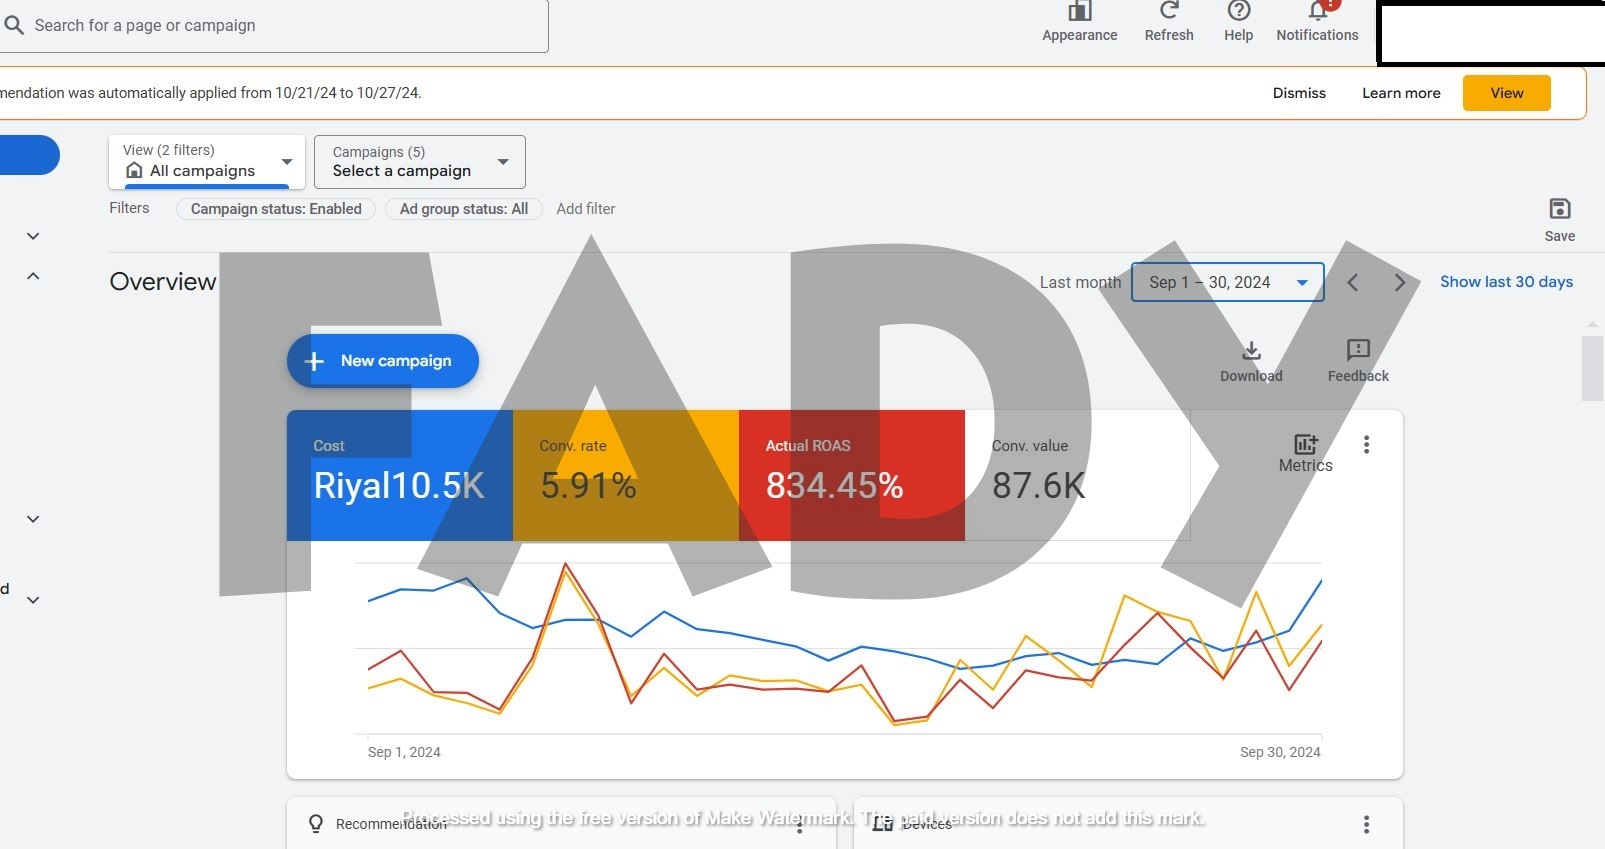 Search for a page or campaign
Appearance
Refresh
Help
Notifications
mendation was automatically applied from 10/21/24 to 10/27/24.
Dismiss
Learn more
View
View (2 filters)
All campaigns
Campaigns (5)
Select a campaign
Filters
Campaign status: Enabled
Ad group status: All
Add filter
Save
Overview
Last month
Sep 1 – 30, 2024
Show last 30 days
FADY
New campaign
Download
Feedback
Cost
Riyal10.5K
Conv. rate
5.91%
Actual ROAS
834.45%
Conv. value
87.6K
Metrics
d
Sep 1, 2024
Sep 30, 2024
Recommendation
Devices
Processed using the free version of Make Watermark. The paid version does not add this mark.